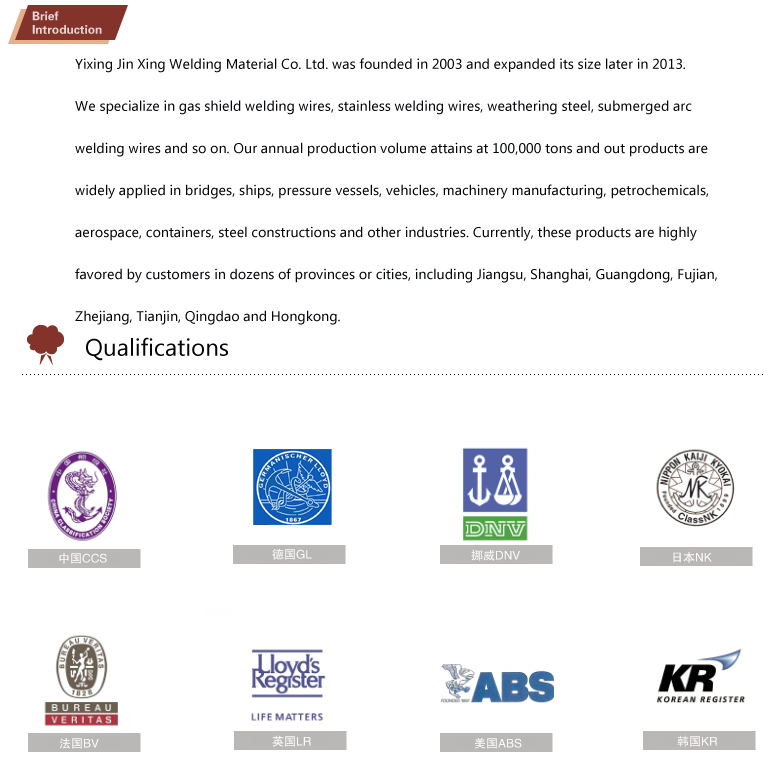 Brief
Introduction
Yixing Jin Xing Welding Material Co. Ltd. was founded in 2003 and expanded its size later in 2013.
We specialize in gas shield welding wires, stainless welding wires, weathering steel, submerged arc
welding wires and so on. Our annual production volume attains at 100,000 tons and out products are
widely applied in bridges, ships, pressure vessels, vehicles, machinery manufacturing, petrochemicals,
aerospace, containers, steel constructions and other industries. Currently, these products are highly
favored by customers in dozens of provinces or cities, including Jiangsu, Shanghai, Guangdong, Fujian,
Zhejiang, Tianjin, Qingdao and Hongkong.
Qualifications
CHINA CLASSIFICATION SOCIETY
GERMANISCHER LLOYD
1867
DNV
NIPPON KAIJI KYOKAI
NK
Founded
1899
ClassNK
中国CCS
德国GL
挪威DNV
日本NK
BUREAU VERITAS
1828
BUREAU
VERITAS
Lloyd's
Register
LIFE MATTERS
ABS
KR
KOREAN REGISTER
法国BV
英国LR
美国ABS
韩国KR